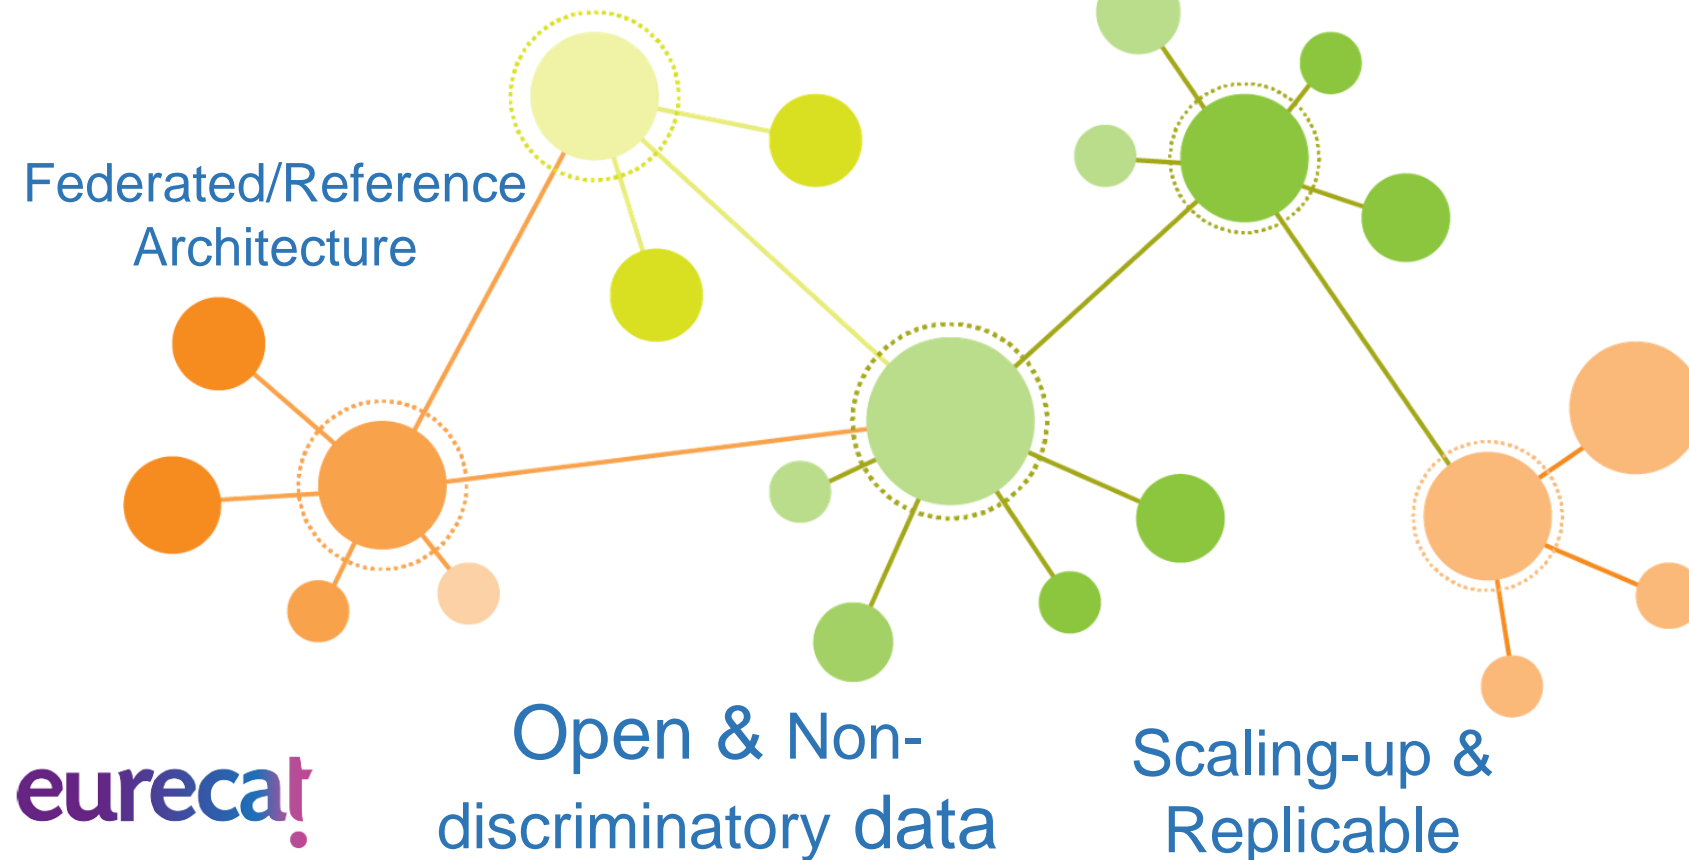 Federated/Reference
Architecture
Open & Non-
discriminatory data
Scaling-up &
Replicable
eurecat